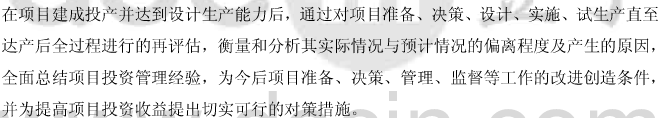 在项目建成投产并达到设计生产能力后，通过对项目准备、决策、设计、实施、试生产直至
达产后全过程进行的再评估，衡量和分析其实际情况与预计情况的偏离程度及产生的原因，
全面总结项目投资管理经验，为今后项目准备、决策、管理、监督等工作的改进创造条件，
并为提高项目投资收益提出切实可行的对策措施。